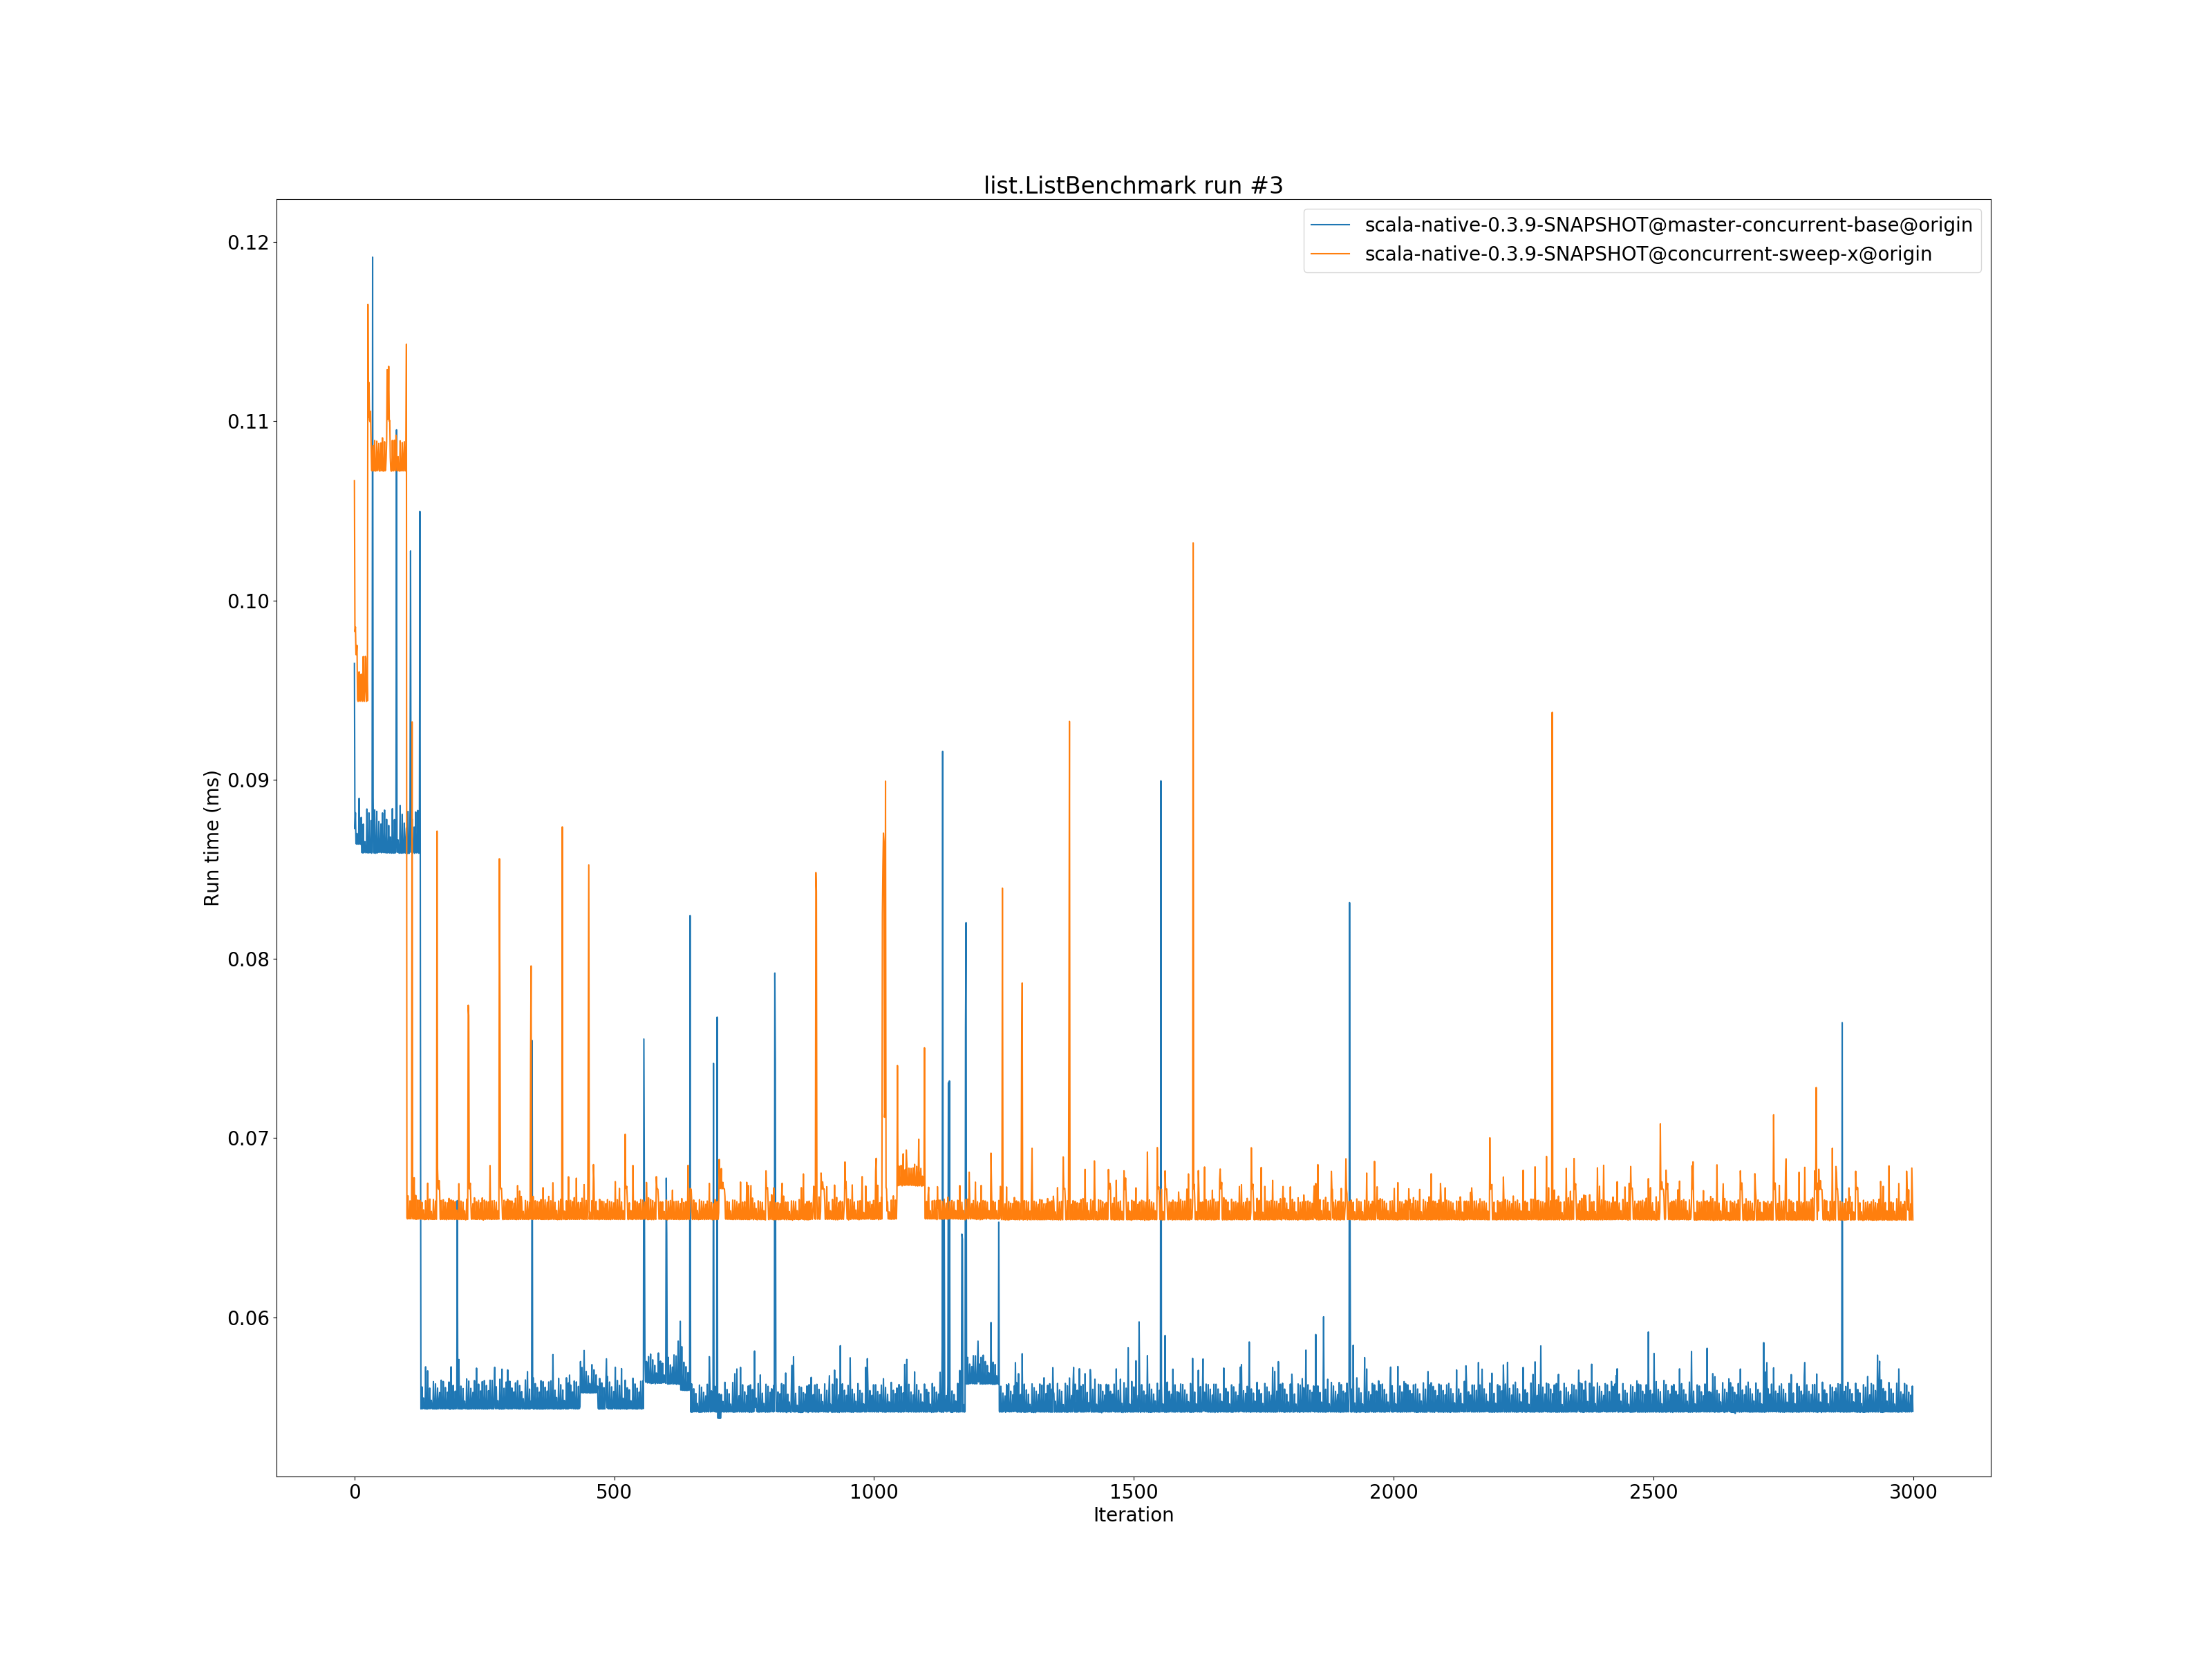 list.ListBenchmark run #3
scala-native-0.3.9-SNAPSHOT@master-concurrent-base@origin
scala-native-0.3.9-SNAPSHOT@concurrent-sweep-x@origin
0.12
0.11
0.10
0.09
0.08
0.07
0.06
Run time (ms)
0 500 1000 1500 2000 2500 3000
Iteration